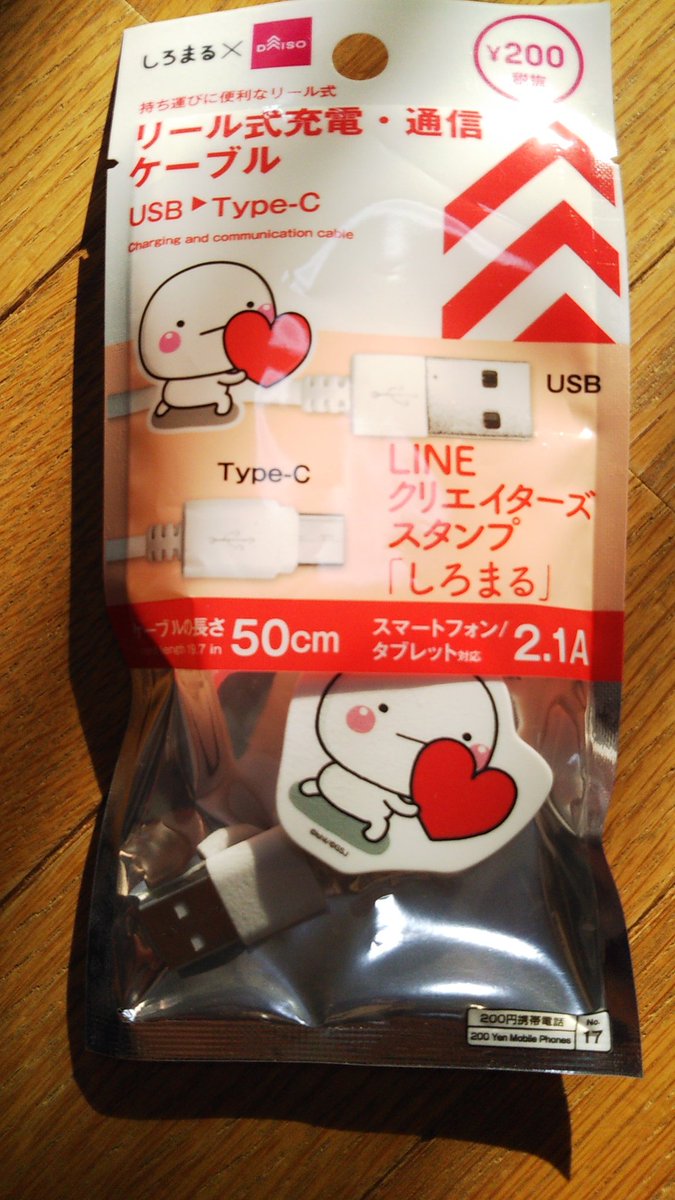 しろまる×
DAISO
¥200
(税抜)
持ち運びに便利なリール式
リール式充電・通信
ケーブル
USB▶Type-C
Charging and communication cable
USB
Type-C
LINE
クリエイターズ
スタンプ
「しろまる」
ケーブルの長さ 50cm
length 19.7 in
スマートフォン/
タブレット対応 2.1A
200円携帯電話
200 Yen Mobile Phones
No.
17